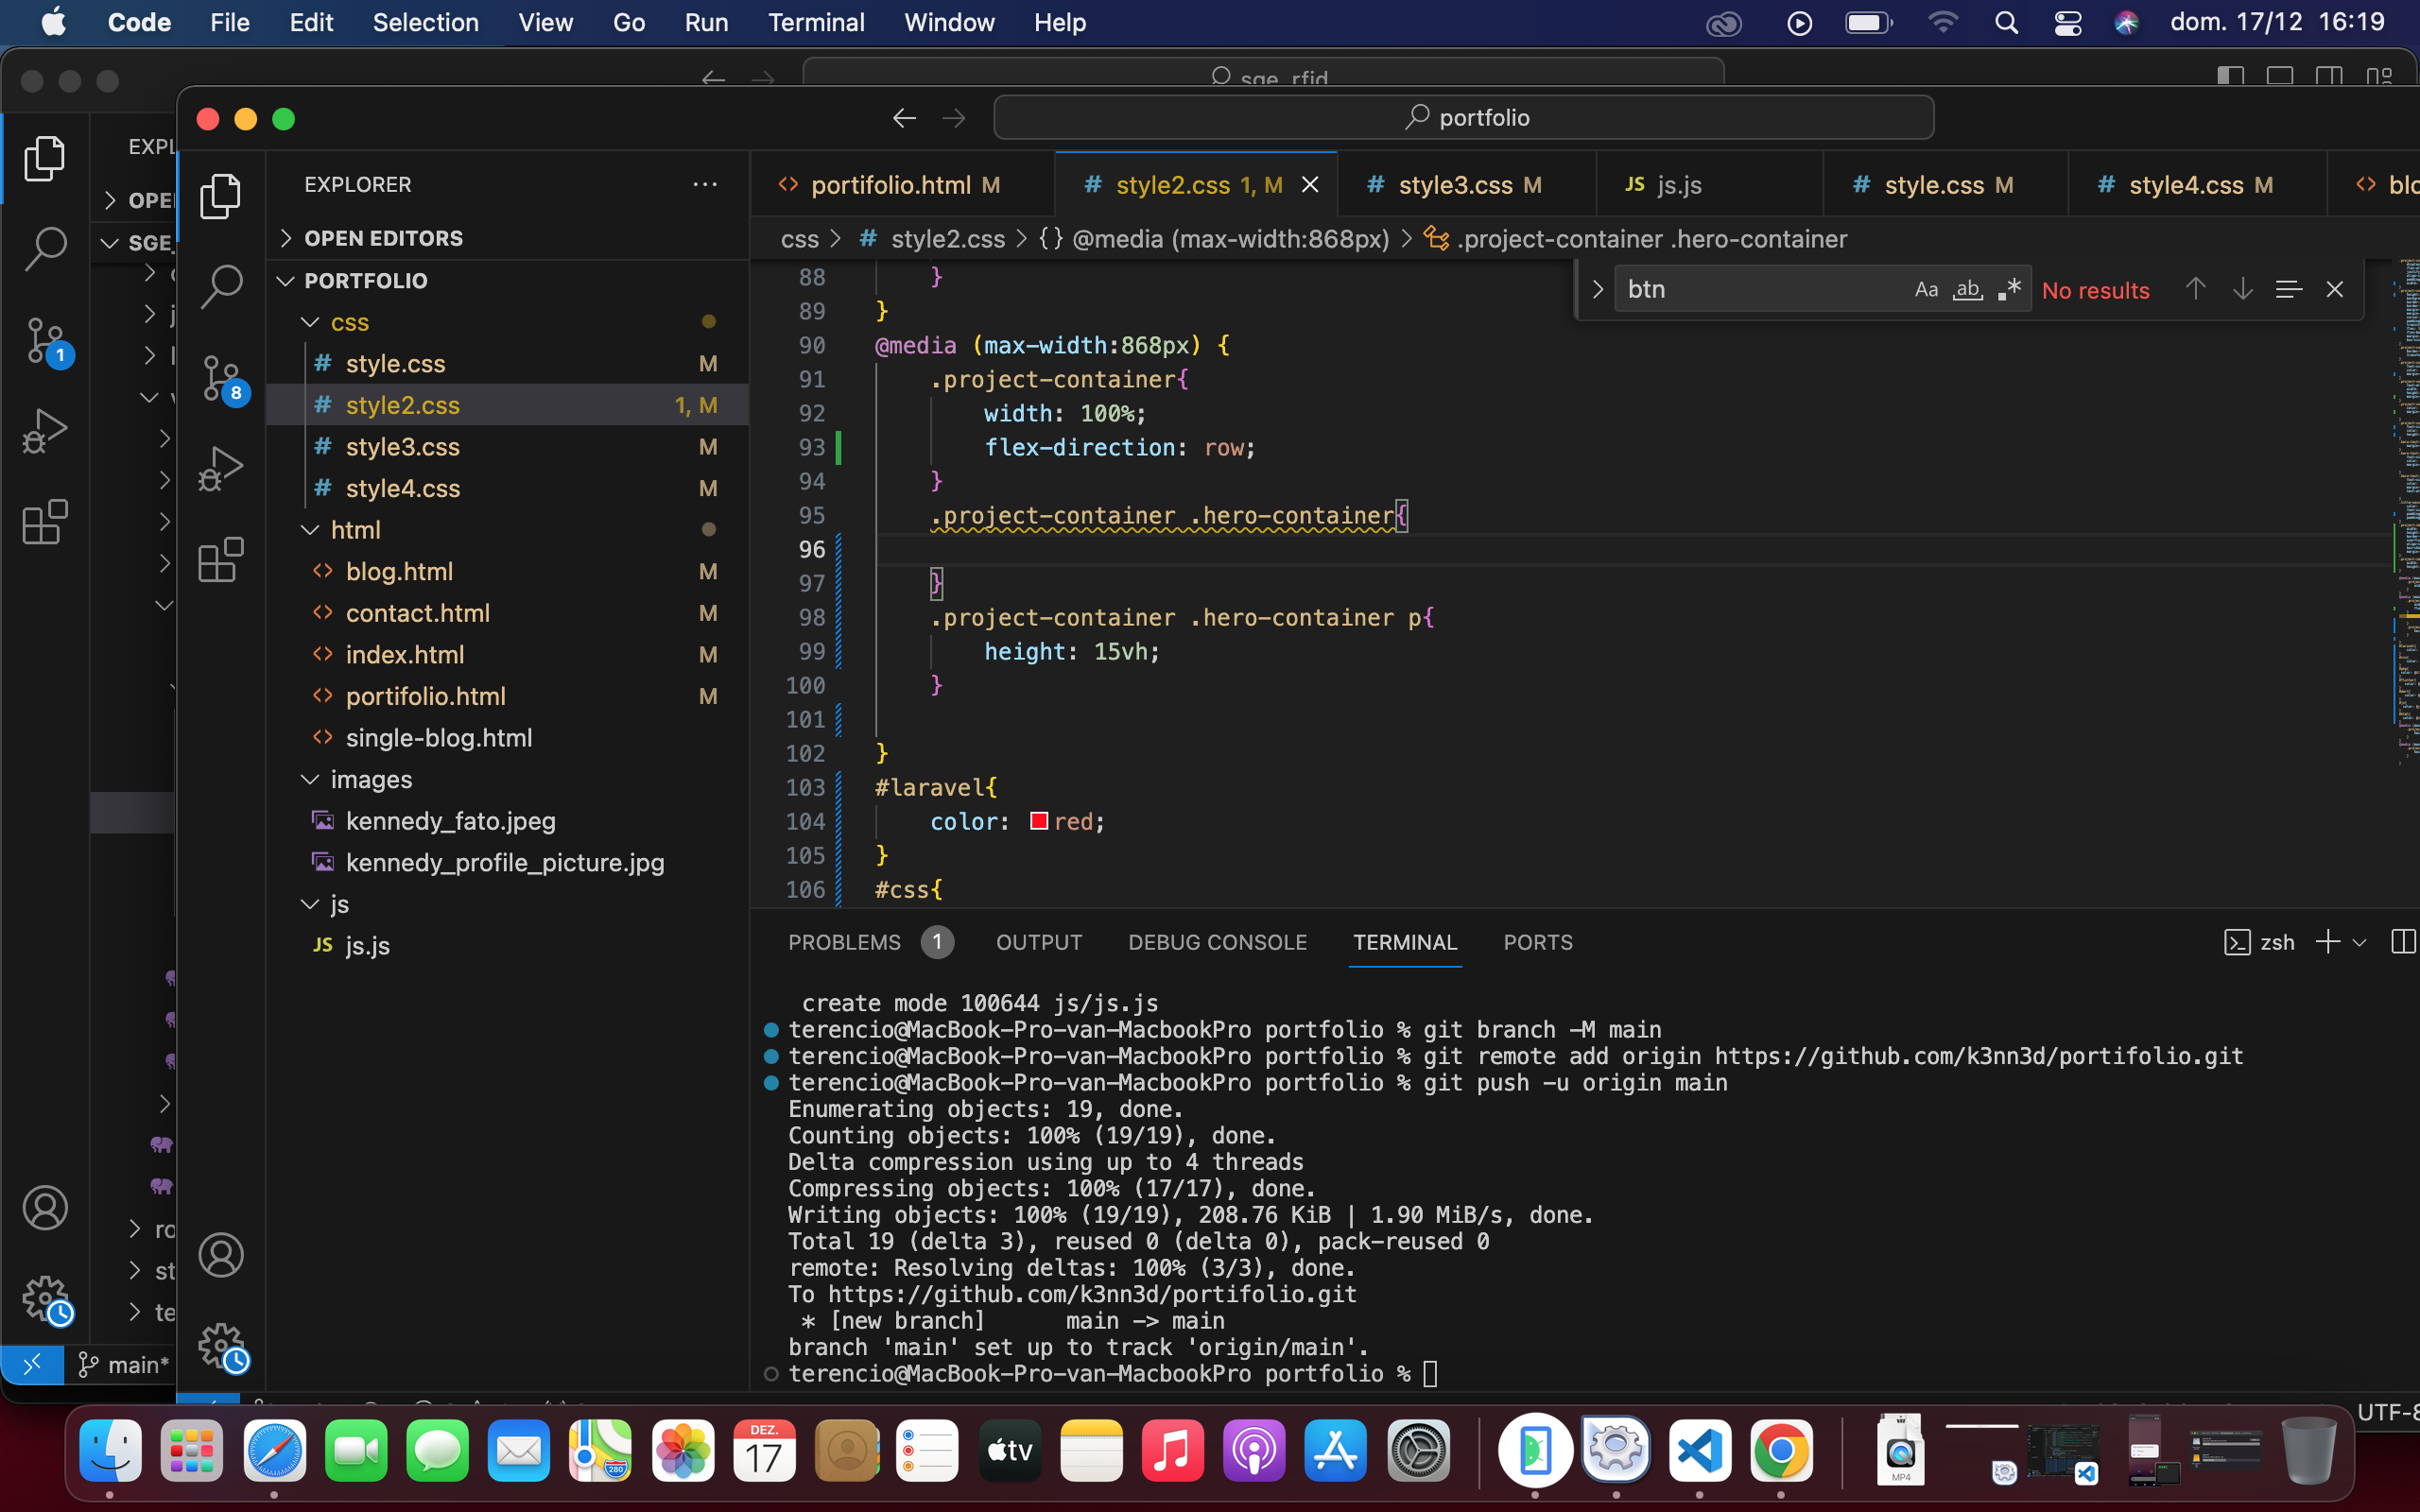 Code File Edit Selection View Go Run Terminal Window Help dom. 17/12 16:19
sge_rfid
portfolio
EXPL
OPE
SGE_
1
EXPLORER
OPEN EDITORS
PORTFOLIO
css
# style.css M
# style2.css 1, M
# style3.css M
# style4.css M
html
<> blog.html M
<> contact.html M
<> index.html M
<> portifolio.html M
<> single-blog.html
images
kennedy_fato.jpeg
kennedy_profile_picture.jpg
js
JS js.js
8
ro
st
te
main*
<> portifolio.html M # style2.css 1, M # style3.css M JS js.js # style.css M # style4.css M <> blo
css > # style2.css > {} @media (max-width:868px) > .project-container .hero-container
btn Aa ab .* No results
88 }
89 }
90 @media (max-width:868px) {
91 .project-container{
92 width: 100%;
93 flex-direction: row;
94 }
95 .project-container .hero-container{
96
97 }
98 .project-container .hero-container p{
99 height: 15vh;
100 }
101
102 }
103 #laravel{
104 color: red;
105 }
106 #css{
PROBLEMS 1 OUTPUT DEBUG CONSOLE TERMINAL PORTS zsh
create mode 100644 js/js.js
terencio@MacBook-Pro-van-MacbookPro portfolio % git branch -M main
terencio@MacBook-Pro-van-MacbookPro portfolio % git remote add origin https://github.com/k3nn3d/portifolio.git
terencio@MacBook-Pro-van-MacbookPro portfolio % git push -u origin main
Enumerating objects: 19, done.
Counting objects: 100% (19/19), done.
Delta compression using up to 4 threads
Compressing objects: 100% (17/17), done.
Writing objects: 100% (19/19), 208.76 KiB | 1.90 MiB/s, done.
Total 19 (delta 3), reused 0 (delta 0), pack-reused 0
remote: Resolving deltas: 100% (3/3), done.
To https://github.com/k3nn3d/portifolio.git
* [new branch] main -> main
branch 'main' set up to track 'origin/main'.
terencio@MacBook-Pro-van-MacbookPro portfolio %
UTF-8
DEZ.
17
280
tv
MP4